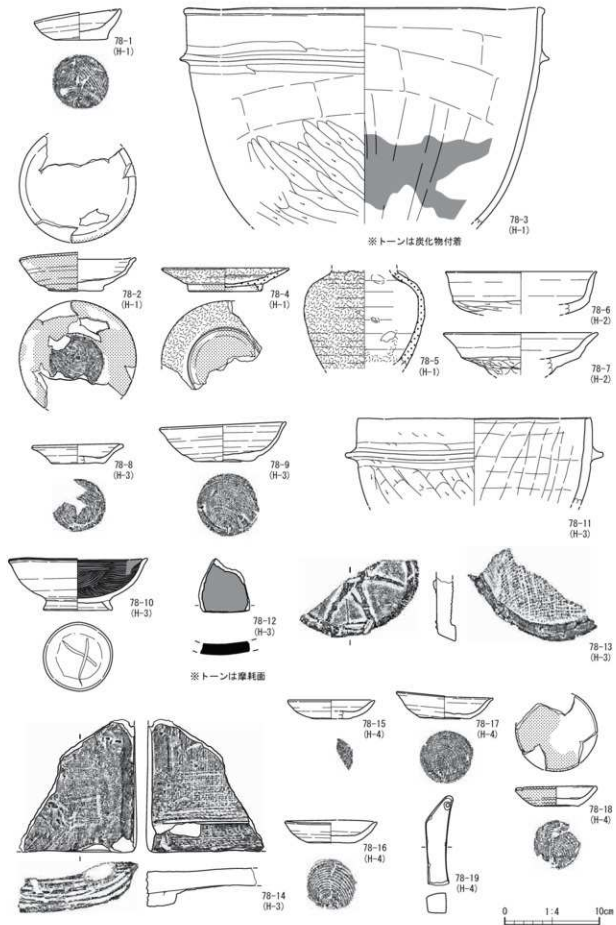 78-1
(H-1)
78-3
(H-1)
※トーンは炭化物付着
78-2
(H-1)
78-4
(H-1)
78-5
(H-1)
78-6
(H-2)
78-7
(H-2)
78-8
(H-3)
78-9
(H-3)
78-11
(H-3)
78-10
(H-3)
78-12
(H-3)
※トーンは摩耗面
78-13
(H-3)
78-14
(H-3)
78-15
(H-4)
78-17
(H-4)
78-18
(H-4)
78-16
(H-4)
78-19
(H-4)
0 1:4 10cm